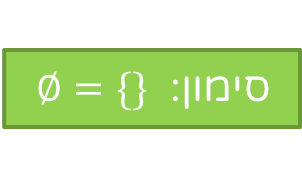 סימון: {} = ∅